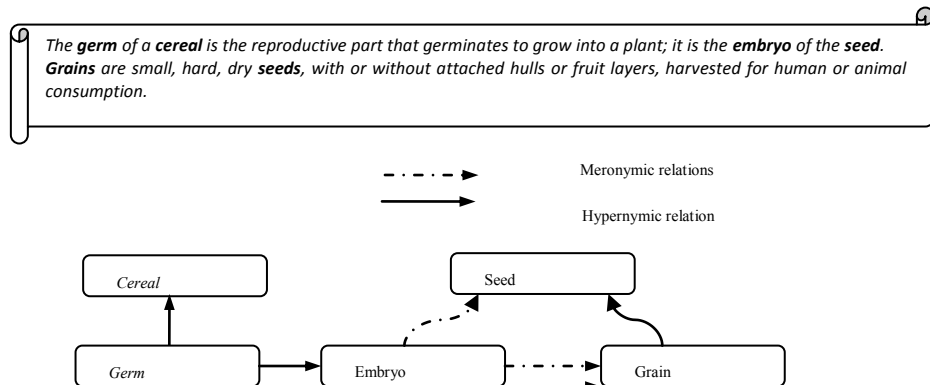 The germ of a cereal is the reproductive part that germinates to grow into a plant; it is the embryo of the seed.
Grains are small, hard, dry seeds, with or without attached hulls or fruit layers, harvested for human or animal
consumption.
Meronymic relations
Hypernymic relation
Cereal
Seed
Germ
Embryo
Grain